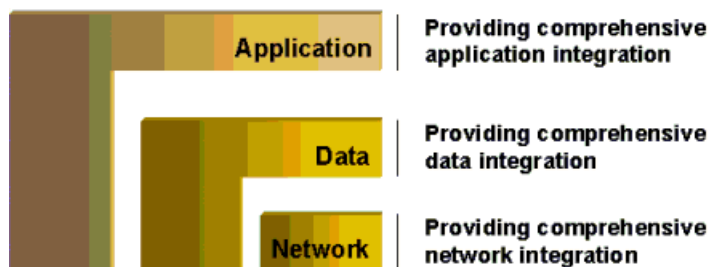 Application
Providing comprehensive
application integration
Data
Providing comprehensive
data integration
Network
Providing comprehensive
network integration